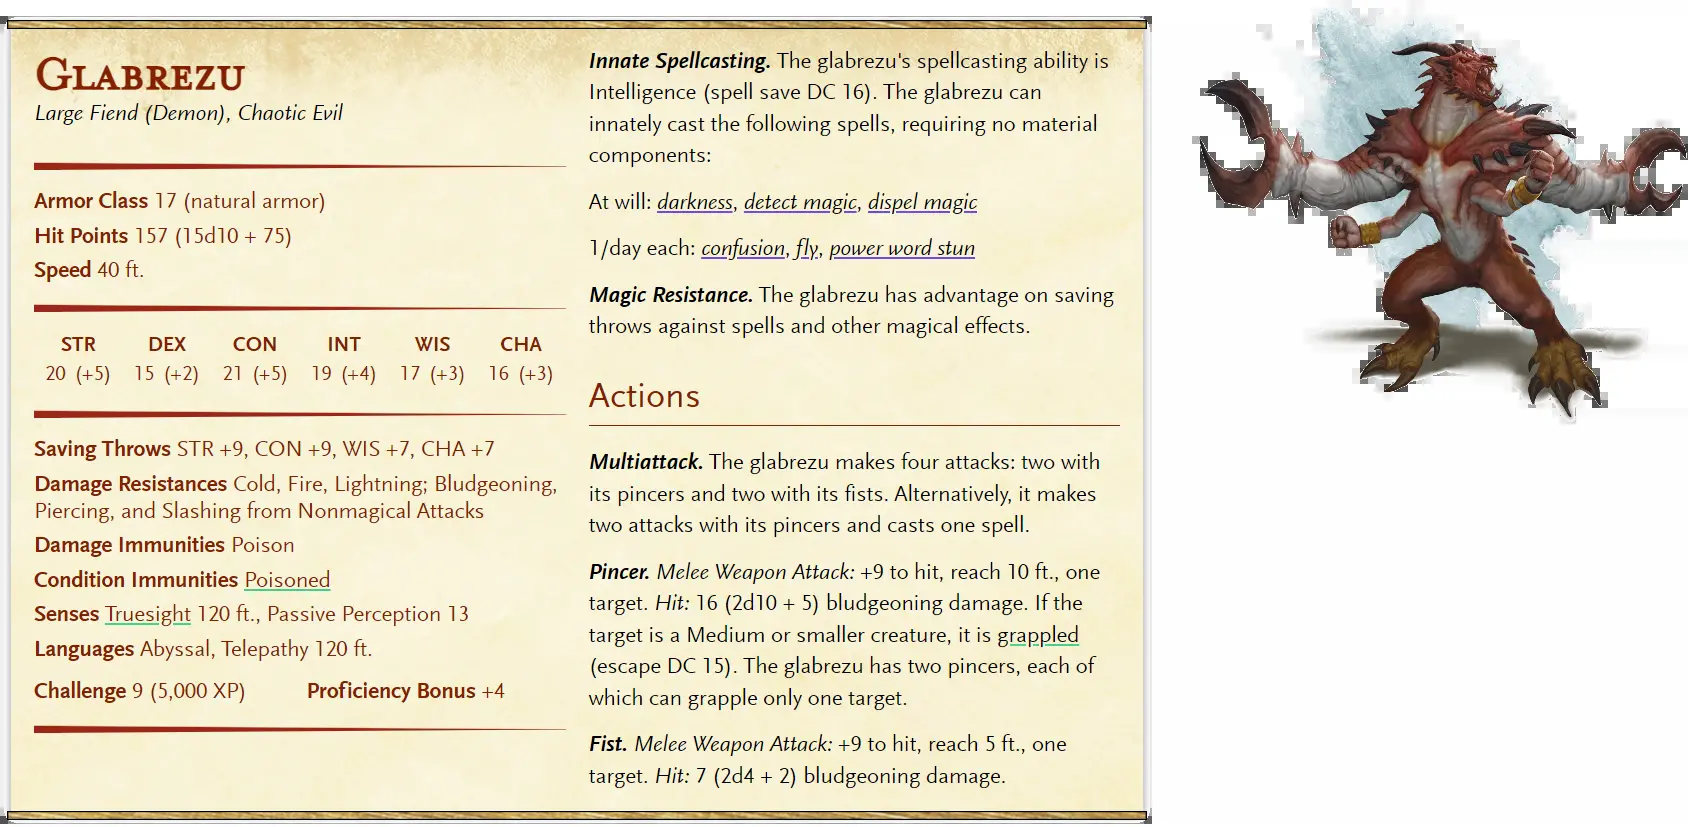 Glabrezu
Large Fiend (Demon), Chaotic Evil
Armor Class 17 (natural armor)
Hit Points 157 (15d10 + 75)
Speed 40 ft.
STR DEX CON INT WIS CHA
20 (+5) 15 (+2) 21 (+5) 19 (+4) 17 (+3) 16 (+3)
Saving Throws STR +9, CON +9, WIS +7, CHA +7
Damage Resistances Cold, Fire, Lightning; Bludgeoning,
Piercing, and Slashing from Nonmagical Attacks
Damage Immunities Poison
Condition Immunities Poisoned
Senses Truesight 120 ft., Passive Perception 13
Languages Abyssal, Telepathy 120 ft.
Challenge 9 (5,000 XP) Proficiency Bonus +4
Innate Spellcasting. The glabrezu's spellcasting ability is
Intelligence (spell save DC 16). The glabrezu can
innately cast the following spells, requiring no material
components:
At will: darkness, detect magic, dispel magic
1/day each: confusion, fly, power word stun
Magic Resistance. The glabrezu has advantage on saving
throws against spells and other magical effects.
Actions
Multiattack. The glabrezu makes four attacks: two with
its pincers and two with its fists. Alternatively, it makes
two attacks with its pincers and casts one spell.
Pincer. Melee Weapon Attack: +9 to hit, reach 10 ft., one
target. Hit: 16 (2d10 + 5) bludgeoning damage. If the
target is a Medium or smaller creature, it is grappled
(escape DC 15). The glabrezu has two pincers, each of
which can grapple only one target.
Fist. Melee Weapon Attack: +9 to hit, reach 5 ft., one
target. Hit: 7 (2d4 + 2) bludgeoning damage.